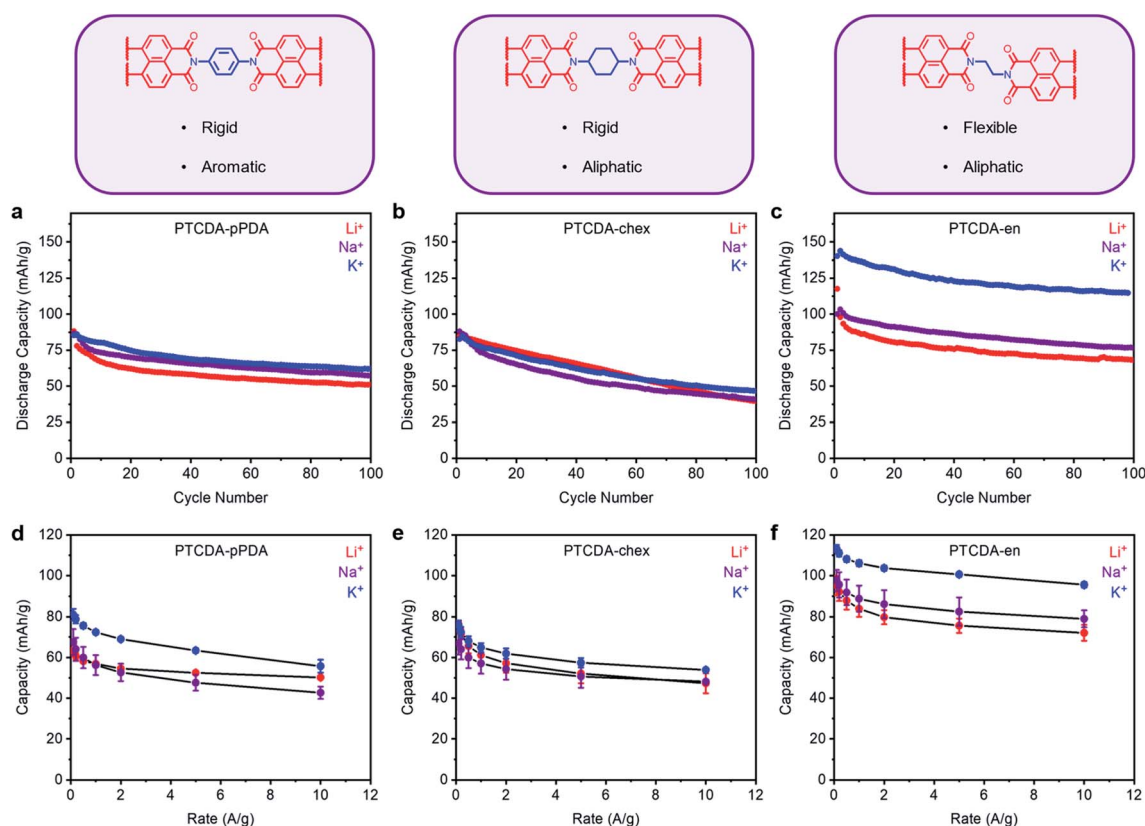 O O O O
N N
O O O O
• Rigid
• Aromatic
O O O O
N N
O O O O
• Rigid
• Aliphatic
O O
N O O
O N
O O O
• Flexible
• Aliphatic
a
PTCDA-pPDA
Li⁺
Na⁺
K⁺
Discharge Capacity (mAh/g)
150
125
100
75
50
25
0
0 20 40 60 80 100
Cycle Number
b
PTCDA-chex
Li⁺
Na⁺
K⁺
Discharge Capacity (mAh/g)
150
125
100
75
50
25
0
0 20 40 60 80 100
Cycle Number
c
PTCDA-en
Li⁺
Na⁺
K⁺
Discharge Capacity (mAh/g)
150
125
100
75
50
25
0
0 20 40 60 80 100
Cycle Number
d
PTCDA-pPDA
Li⁺
Na⁺
K⁺
Capacity (mAh/g)
120
100
80
60
40
20
0
0 2 4 6 8 10 12
Rate (A/g)
e
PTCDA-chex
Li⁺
Na⁺
K⁺
Capacity (mAh/g)
120
100
80
60
40
20
0
0 2 4 6 8 10 12
Rate (A/g)
f
PTCDA-en
Li⁺
Na⁺
K⁺
Capacity (mAh/g)
120
100
80
60
40
20
0
0 2 4 6 8 10 12
Rate (A/g)